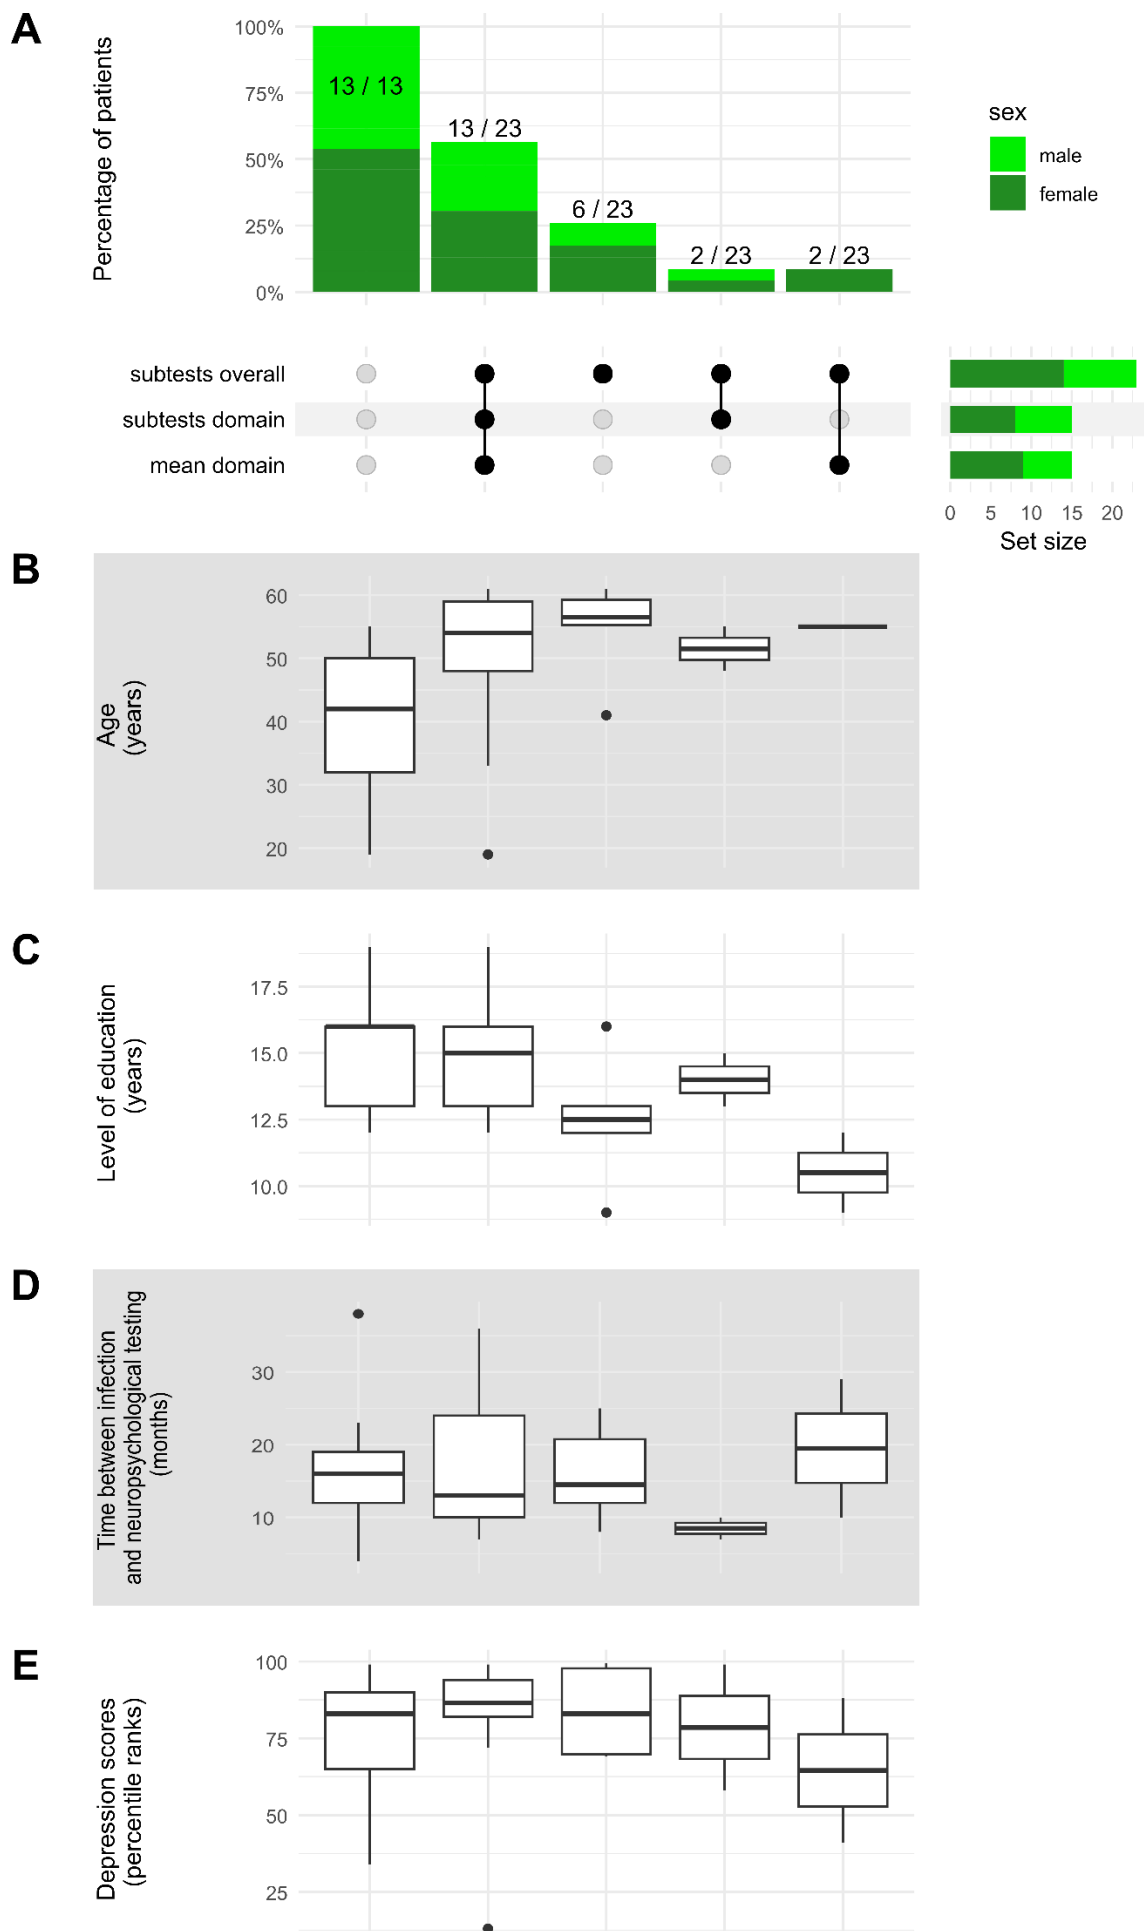 A
Percentage of patients
100%
75%
50%
25%
0%
13 / 13
13 / 23
6 / 23
2 / 23
2 / 23
sex
male
female
subtests overall
subtests domain
mean domain
0 5 10 15 20
Set size
B
Age
(years)
60
50
40
30
20
C
Level of education
(years)
17.5
15.0
12.5
10.0
D
Time between infection
and neuropsychological testing
(months)
30
20
10
E
Depression scores
(percentile ranks)
100
75
50
25